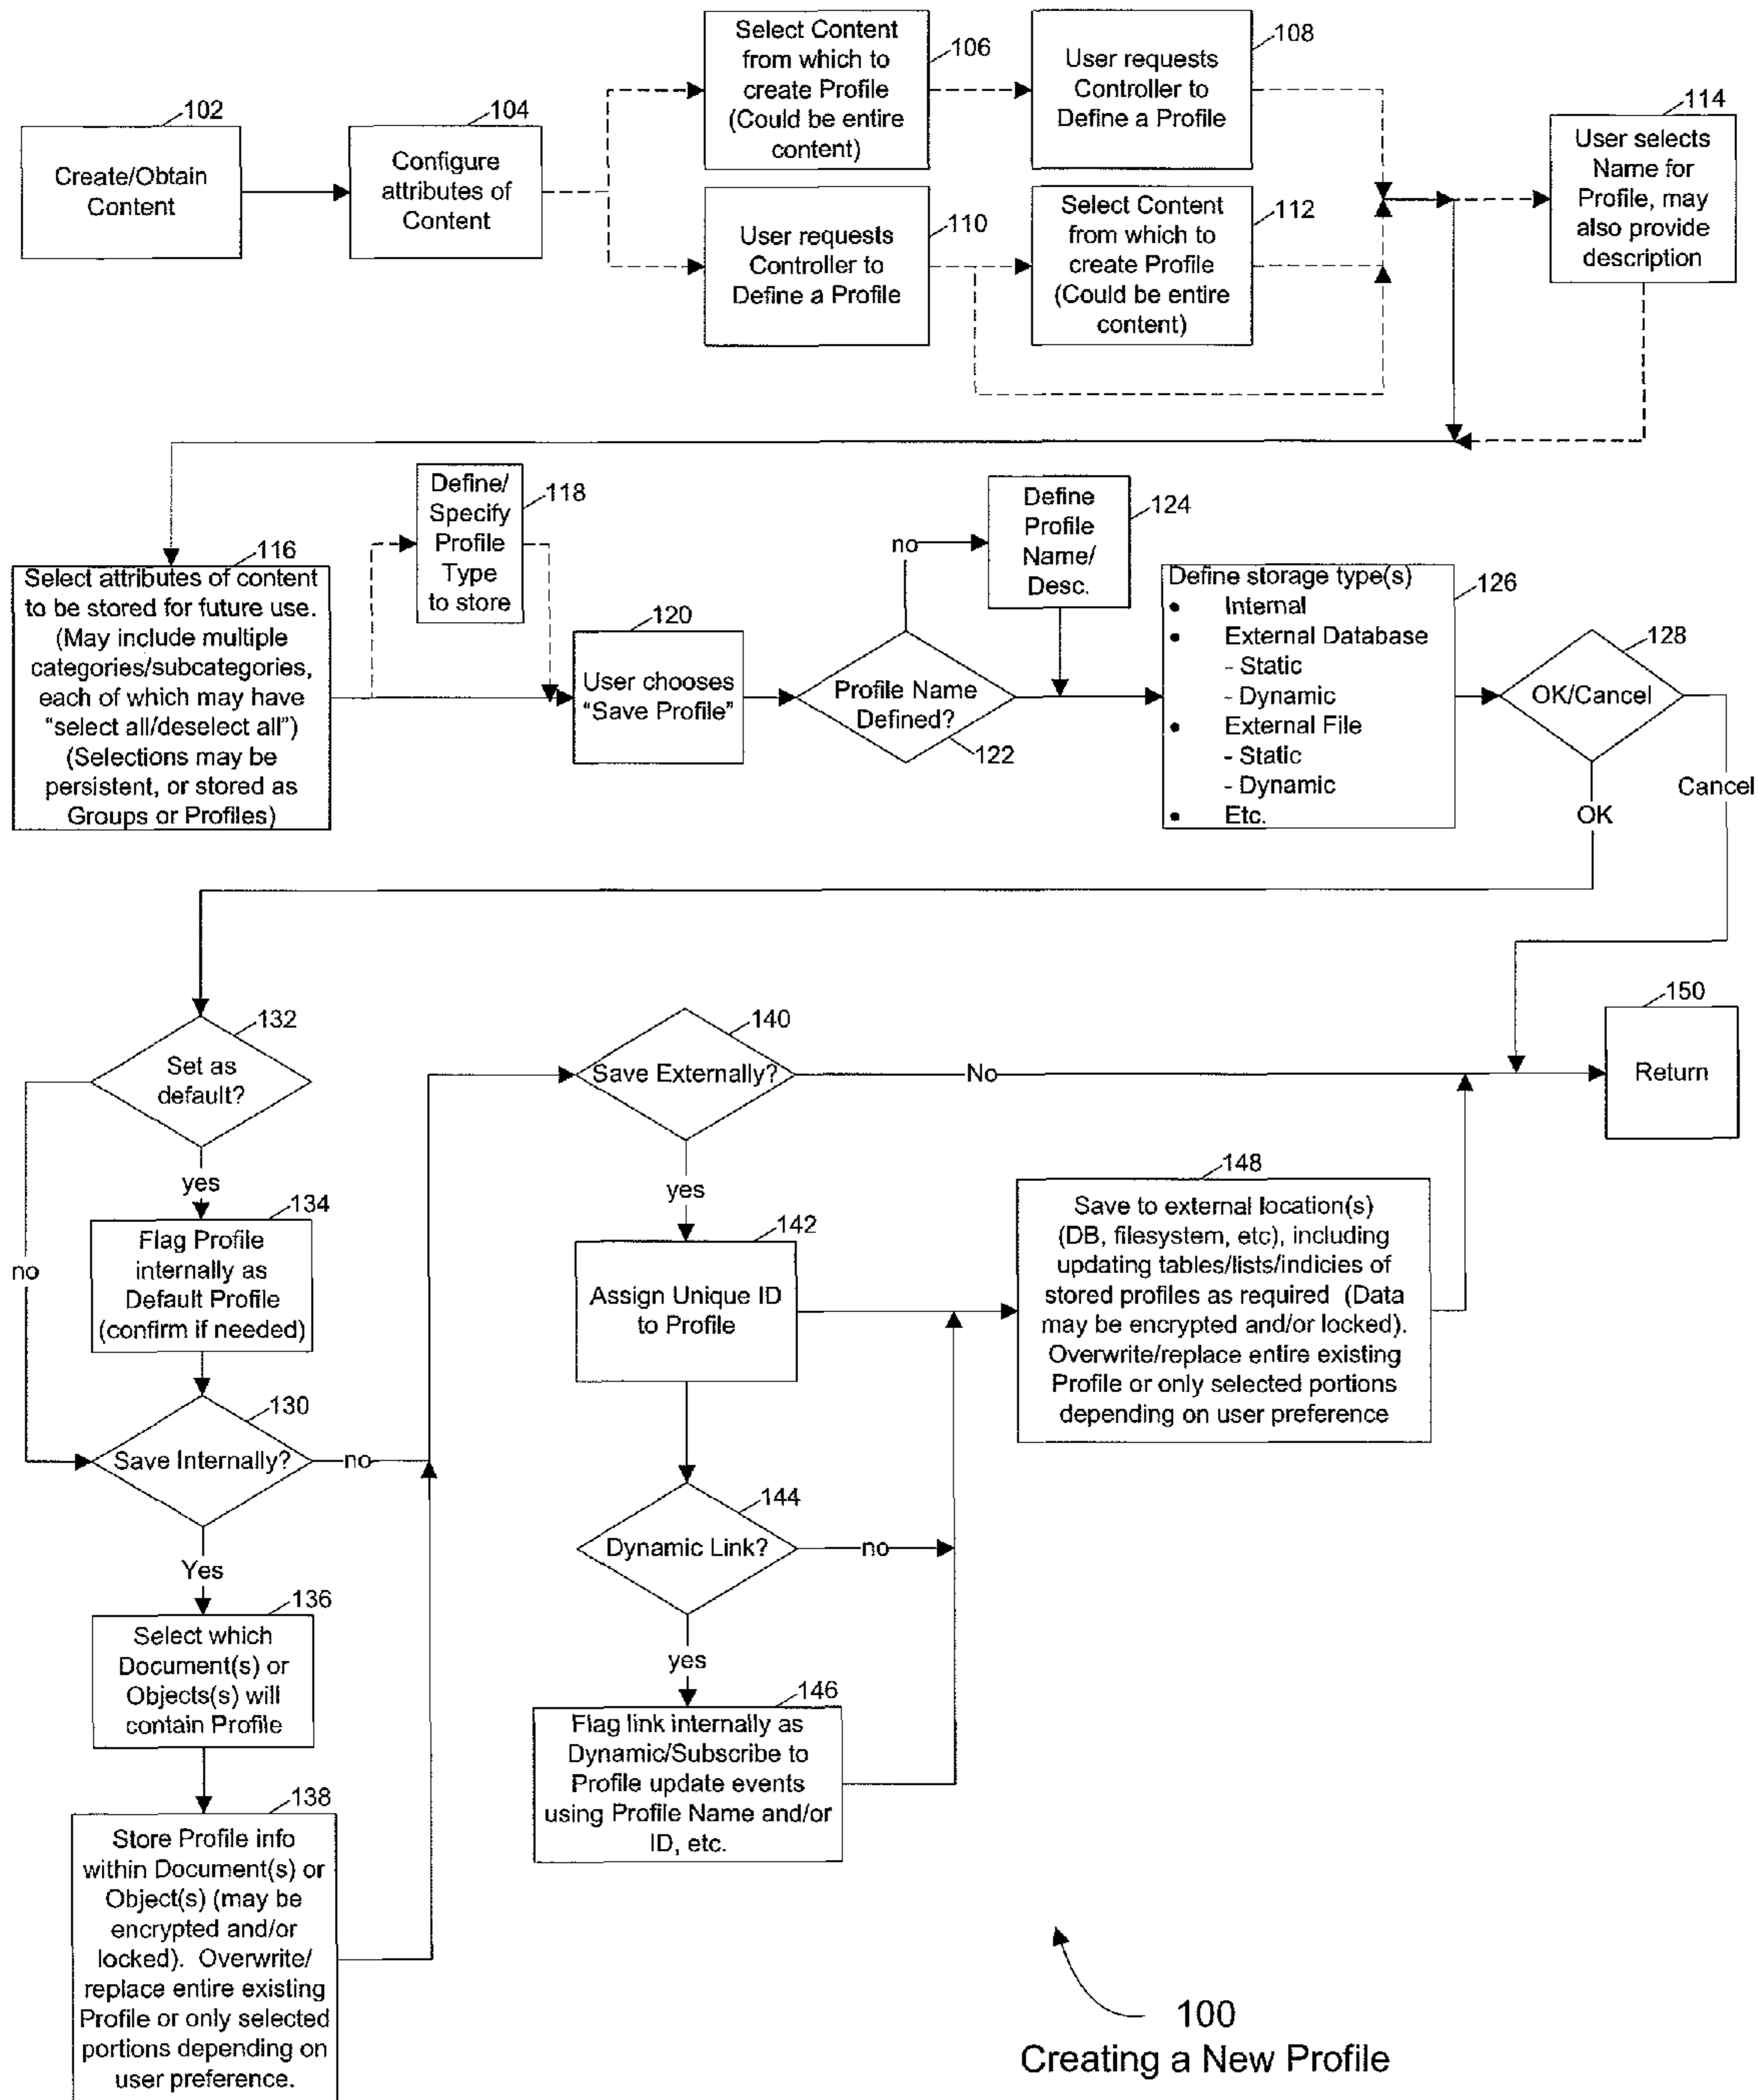 102
Create/Obtain
Content
104
Configure
attributes of
Content
106
Select Content
from which to
create Profile
(Could be entire
content)
108
User requests
Controller to
Define a Profile
110
User requests
Controller to
Define a Profile
112
Select Content
from which to
create Profile
(Could be entire
content)
114
User selects
Name for
Profile, may
also provide
description
116
Select attributes of content
to be stored for future use.
(May include multiple
categories/subcategories,
each of which may have
“select all/deselect all”)
(Selections may be
persistent, or stored as
Groups or Profiles)
118
Define/
Specify
Profile
Type
to store
120
User chooses
“Save Profile”
Profile Name
Defined?
122
no
124
Define
Profile
Name/
Desc.
126
Define storage type(s)
• Internal
• External Database
- Static
- Dynamic
• External File
- Static
- Dynamic
• Etc.
128
OK/Cancel
OK
Cancel
132
Set as
default?
yes
no
134
Flag Profile
internally as
Default Profile
(confirm if needed)
130
Save Internally?
no
Yes
136
Select which
Document(s) or
Objects(s) will
contain Profile
138
Store Profile info
within Document(s) or
Object(s) (may be
encrypted and/or
locked). Overwrite/
replace entire existing
Profile or only selected
portions depending on
user preference.
140
Save Externally?
No
yes
142
Assign Unique ID
to Profile
144
Dynamic Link?
no
yes
146
Flag link internally as
Dynamic/Subscribe to
Profile update events
using Profile Name and/or
ID, etc.
148
Save to external location(s)
(DB, filesystem, etc), including
updating tables/lists/indicies of
stored profiles as required (Data
may be encrypted and/or locked).
Overwrite/replace entire existing
Profile or only selected portions
depending on user preference
150
Return
100
Creating a New Profile